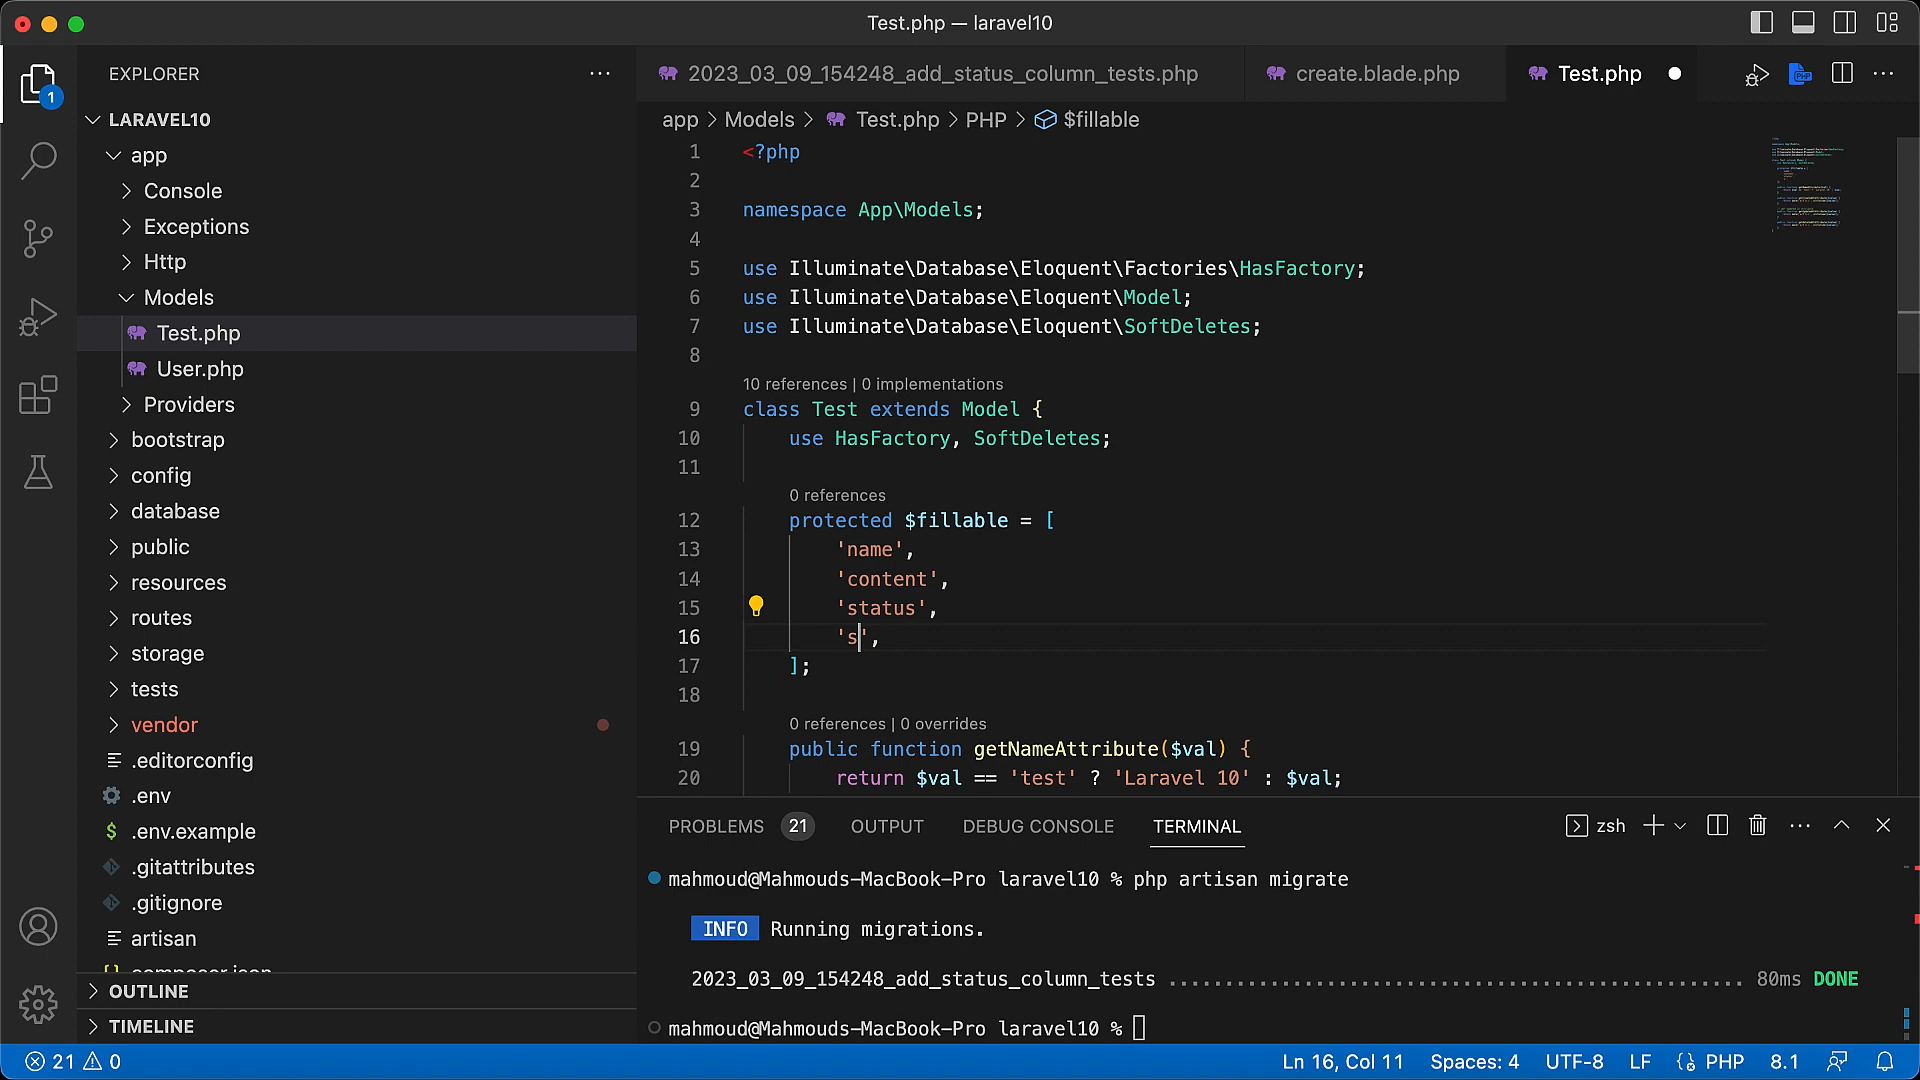 Test.php — laravel10
EXPLORER
2023_03_09_154248_add_status_column_tests.php
create.blade.php
Test.php
1
LARAVEL10
app
Console
Exceptions
Http
Models
Test.php
User.php
Providers
bootstrap
config
database
public
resources
routes
storage
tests
vendor
.editorconfig
.env
.env.example
.gitattributes
.gitignore
artisan
composer.json
OUTLINE
TIMELINE
app > Models > Test.php > PHP > $fillable
1 <?php
2
3 namespace App\Models;
4
5 use Illuminate\Database\Eloquent\Factories\HasFactory;
6 use Illuminate\Database\Eloquent\Model;
7 use Illuminate\Database\Eloquent\SoftDeletes;
8
10 references | 0 implementations
9 class Test extends Model {
10 use HasFactory, SoftDeletes;
11
0 references
12 protected $fillable = [
13 'name',
14 'content',
15 'status',
16 's',
17 ];
18
0 references | 0 overrides
19 public function getNameAttribute($val) {
20 return $val == 'test' ? 'Laravel 10' : $val;
PROBLEMS 21 OUTPUT DEBUG CONSOLE TERMINAL
zsh
mahmoud@Mahmouds-MacBook-Pro laravel10 % php artisan migrate
INFO Running migrations.
2023_03_09_154248_add_status_column_tests .................................................. 80ms DONE
mahmoud@Mahmouds-MacBook-Pro laravel10 %
21 0
Ln 16, Col 11 Spaces: 4 UTF-8 LF PHP 8.1